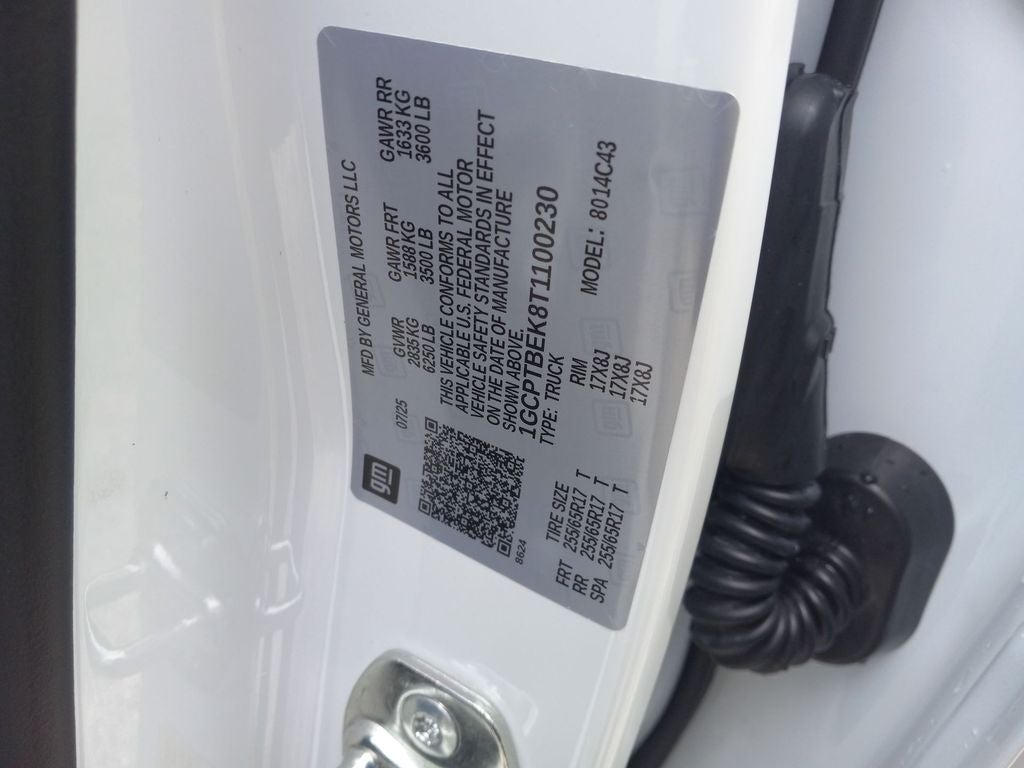 gm
MFD BY GENERAL MOTORS LLC
07/25
GVWR
2835 KG
6250 LB
GAWR FRT
1588 KG
3500 LB
GAWR RR
1633 KG
3600 LB
THIS VEHICLE CONFORMS TO ALL
APPLICABLE U.S. FEDERAL MOTOR
VEHICLE SAFETY STANDARDS IN EFFECT
ON THE DATE OF MANUFACTURE
SHOWN ABOVE.
1GCPTBEK8T1100230
TYPE: TRUCK
8624
MODEL: 8014C43
TIRE SIZE RIM
FRT 255/65R17 T 17X8J
RR 255/65R17 T 17X8J
SPA 255/65R17 T 17X8J